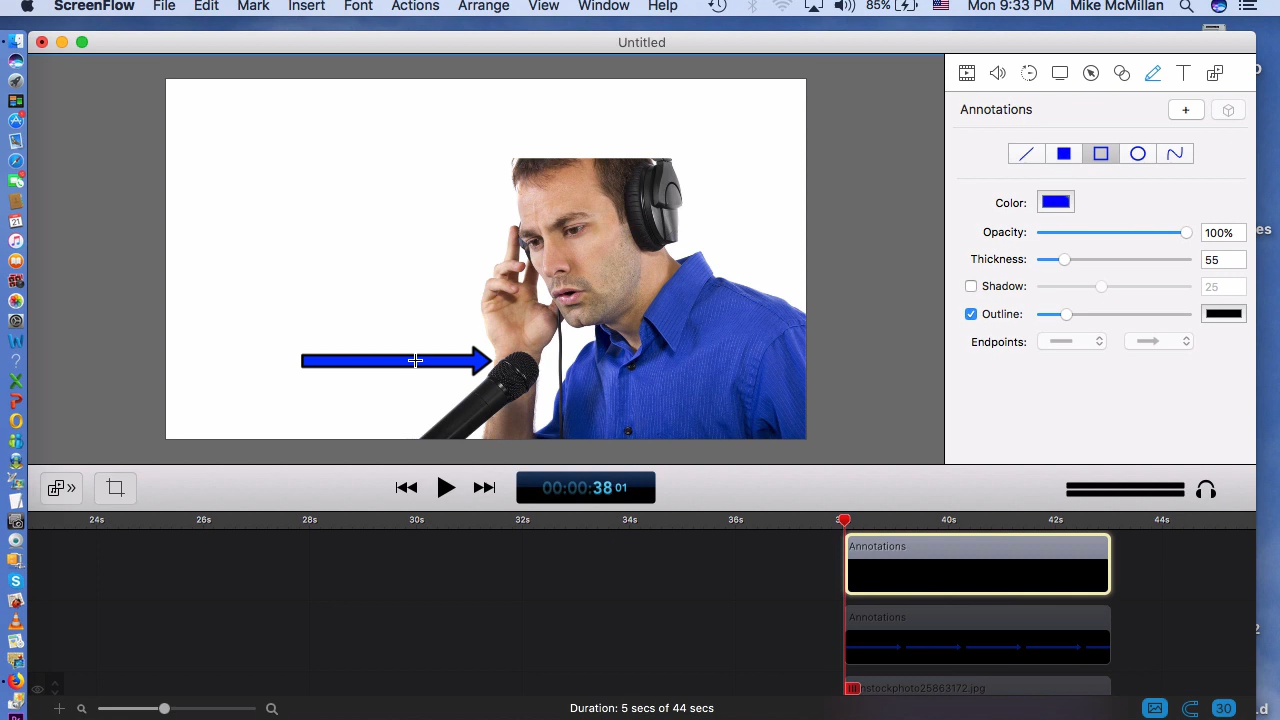 ScreenFlow File Edit Mark Insert Font Actions Arrange View Window Help 85% Mon 9:33 PM Mike McMillan
Untitled
Annotations
+
Color:
Opacity: 100%
Thickness: 55
Shadow: 25
Outline:
Endpoints:
00:00:38 01
24s 26s 28s 30s 32s 34s 36s 40s 42s 44s
Annotations
Annotations
nstockphoto25863172.jpg
Duration: 5 secs of 44 secs
30